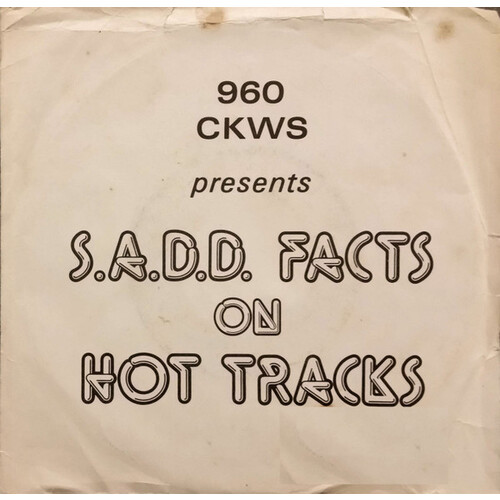 960
CKWS
presents
S.A.D.D. FACTS
ON
HOT TRACKS